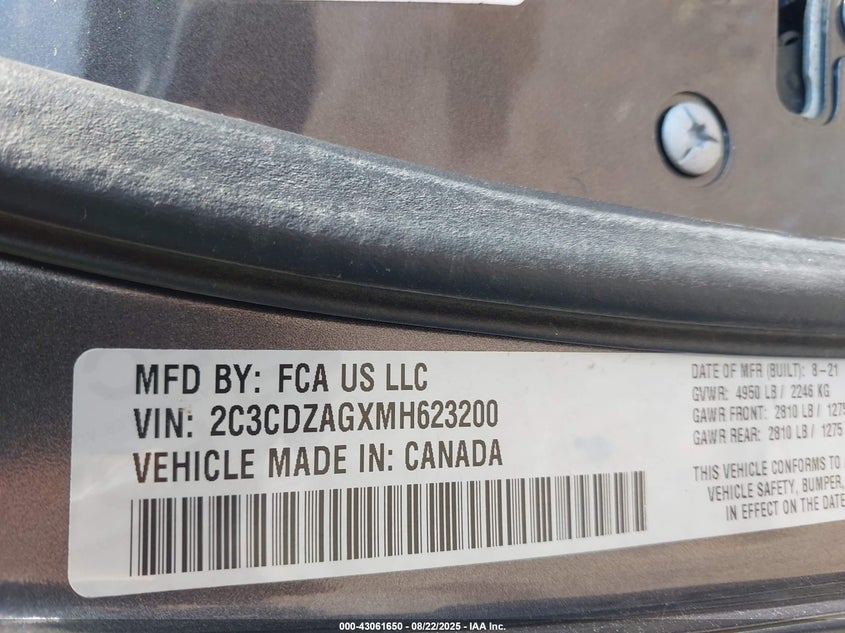 MFD BY: FCA US LLC
VIN: 2C3CDZAGXMH623200
VEHICLE MADE IN: CANADA
DATE OF MFR (BUILT): 8-21
GVWR: 4950 LB / 2246 KG
GAWR FRONT: 2810 LB / 1275
GAWR REAR: 2810 LB / 1275
THIS VEHICLE CONFORMS TO
VEHICLE SAFETY, BUMPER,
IN EFFECT ON THE DATE
000-43061650 - 08/22/2025 - IAA Inc.